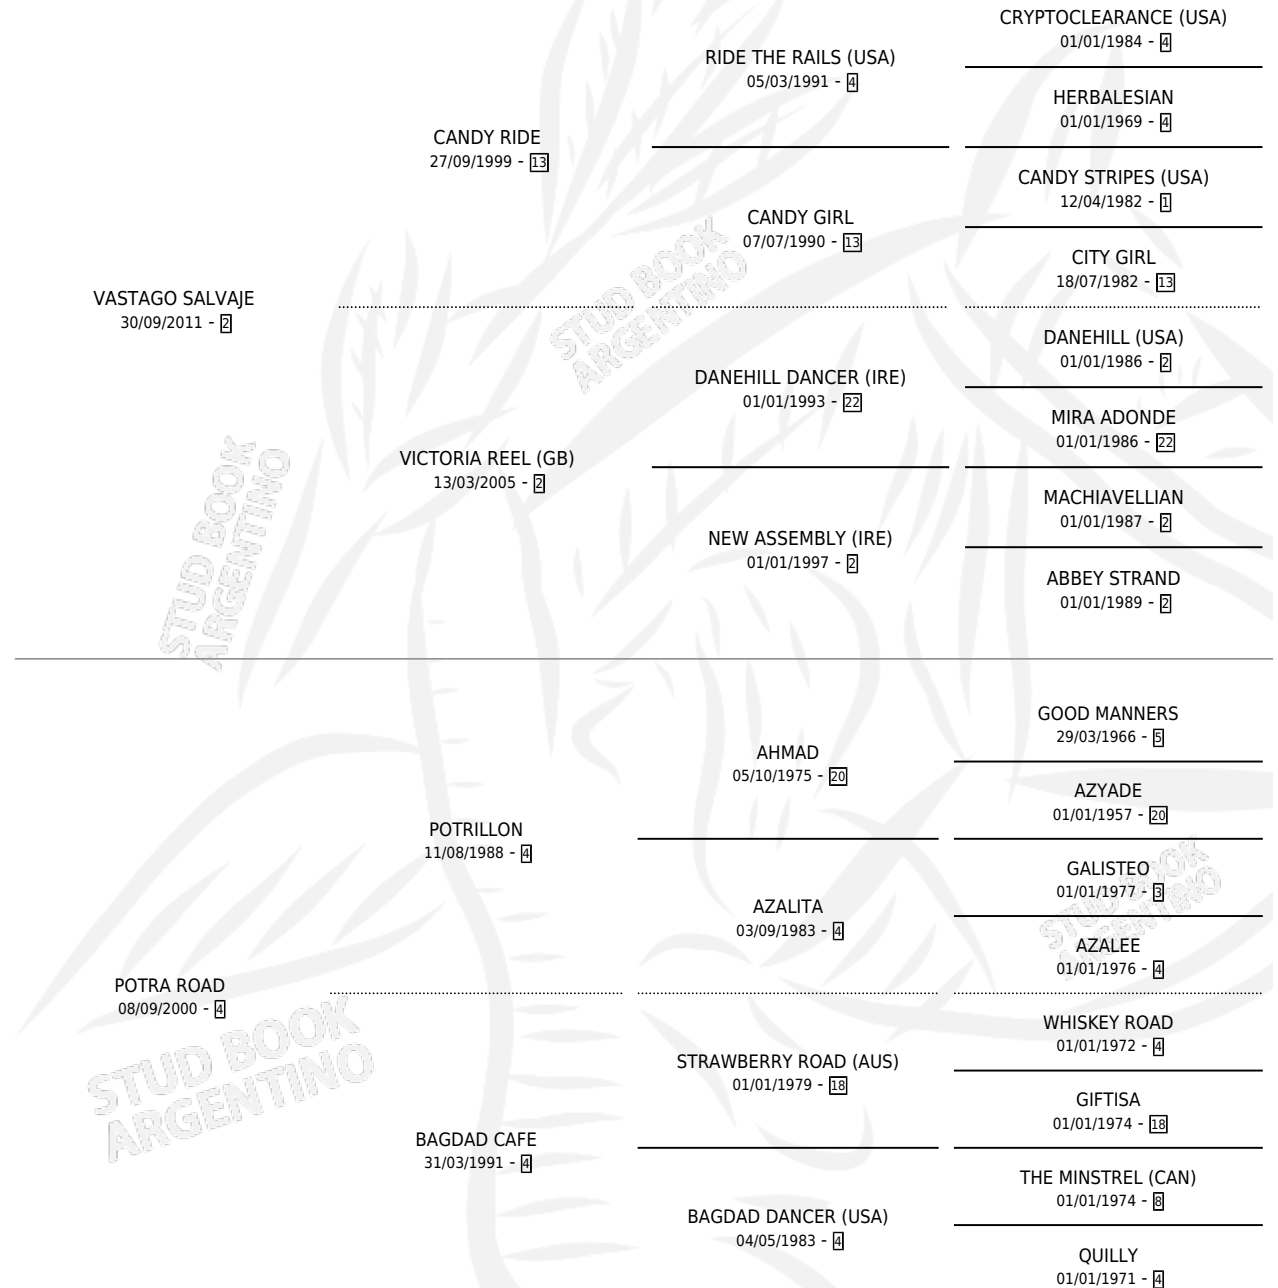 CRYPTOCLEARANCE (USA)
01/01/1984 - 4
RIDE THE RAILS (USA)
05/03/1991 - 4
HERBALESIAN
01/01/1969 - 4
CANDY RIDE
27/09/1999 - 13
CANDY STRIPES (USA)
12/04/1982 - 1
CANDY GIRL
07/07/1990 - 13
CITY GIRL
18/07/1982 - 13
VASTAGO SALVAJE
30/09/2011 - 2
DANEHILL (USA)
01/01/1986 - 2
DANEHILL DANCER (IRE)
01/01/1993 - 22
MIRA ADONDE
01/01/1986 - 22
VICTORIA REEL (GB)
13/03/2005 - 2
MACHIAVELLIAN
01/01/1987 - 2
NEW ASSEMBLY (IRE)
01/01/1997 - 2
ABBEY STRAND
01/01/1989 - 2
GOOD MANNERS
29/03/1966 - 5
AHMAD
05/10/1975 - 20
AZYADE
01/01/1957 - 20
POTRILLON
11/08/1988 - 4
GALISTEO
01/01/1977 - 3
AZALITA
03/09/1983 - 4
AZALEE
01/01/1976 - 4
POTRA ROAD
08/09/2000 - 4
WHISKEY ROAD
01/01/1972 - 4
STRAWBERRY ROAD (AUS)
01/01/1979 - 18
GIFTISA
01/01/1974 - 18
BAGDAD CAFE
31/03/1991 - 4
THE MINSTREL (CAN)
01/01/1974 - 8
BAGDAD DANCER (USA)
04/05/1983 - 4
QUILLY
01/01/1971 - 4
STUD BOOK
ARGENTINO
STUD BOOK
ARGENTINO
STUD BOOK
ARGENTINO
STUD BOOK
ARGENTINO